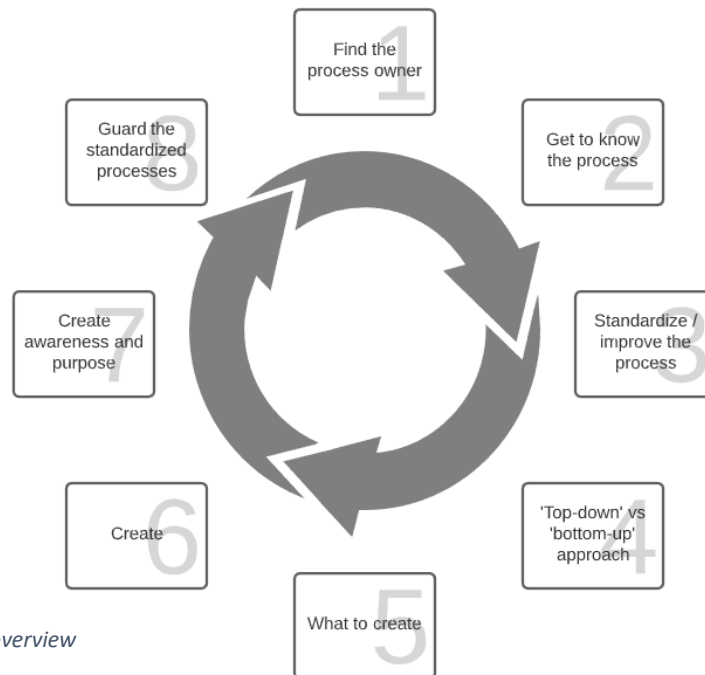 1
Find the
process owner
2
Get to know
the process
3
Standardize /
improve the
process
4
'Top-down' vs
'bottom-up'
approach
5
What to create
6
Create
7
Create
awareness and
purpose
8
Guard the
standardized
processes